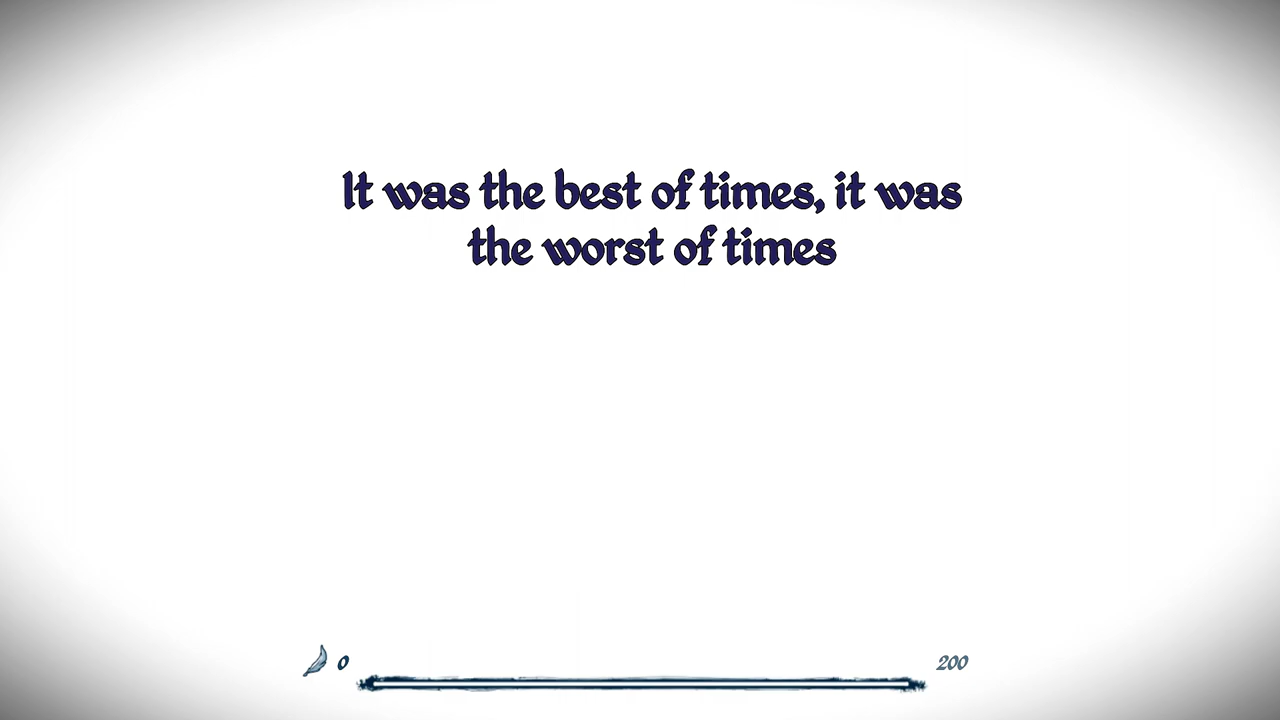 It was the best of times, it was
the worst of times
0
200